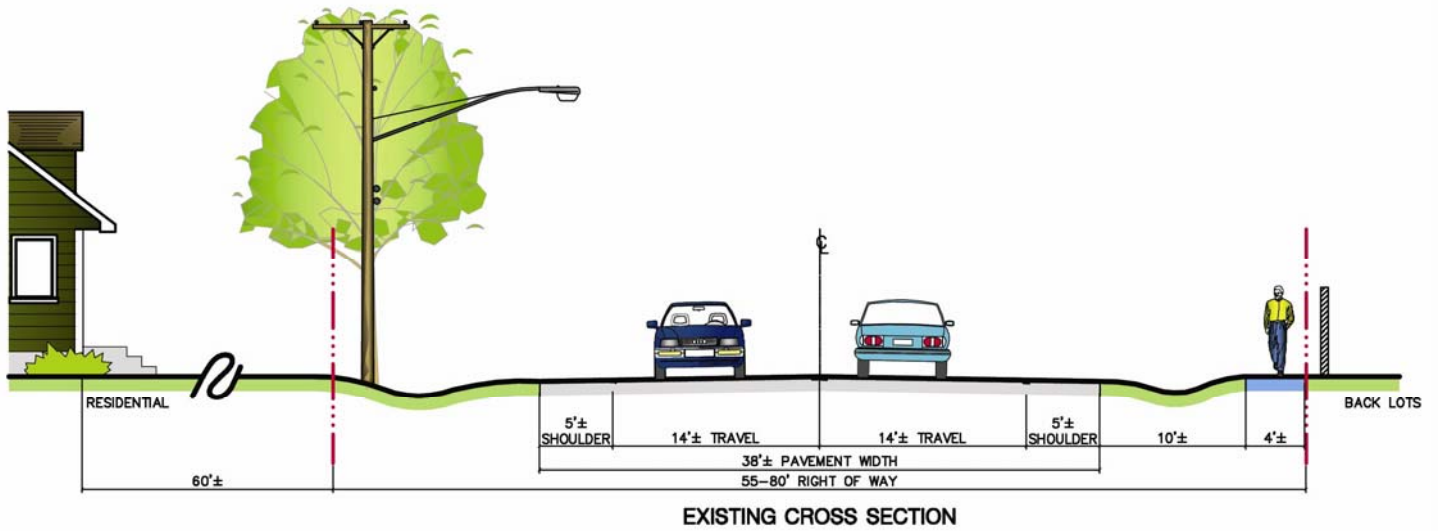 ℄
RESIDENTIAL
BACK LOTS
5'±
SHOULDER
14'± TRAVEL
14'± TRAVEL
5'±
SHOULDER
10'±
4'±
38'± PAVEMENT WIDTH
60'±
55–80' RIGHT OF WAY
EXISTING CROSS SECTION